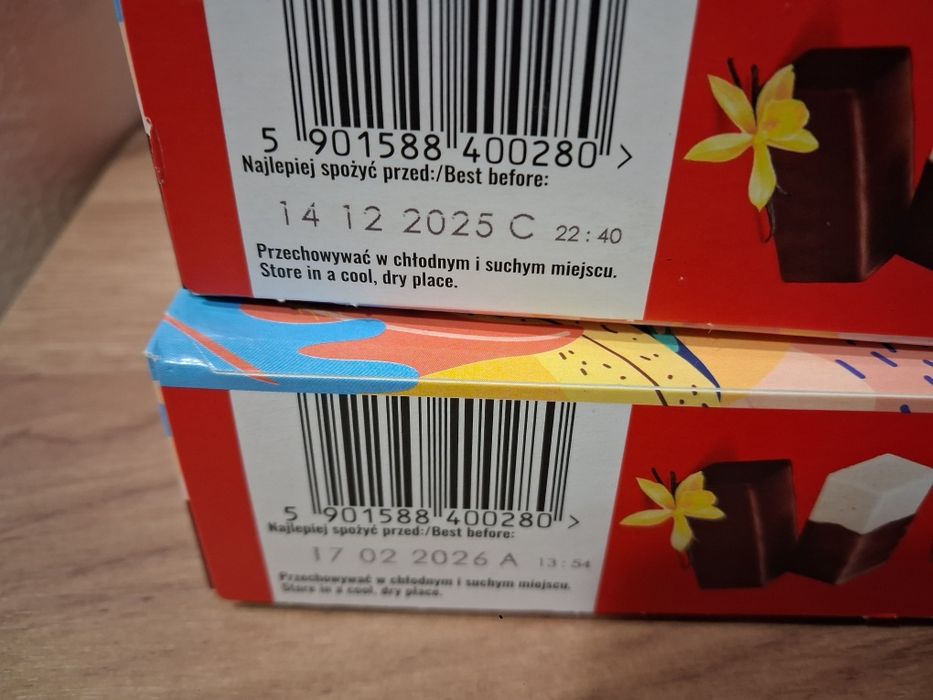 5 901588 400280 >
Najlepiej spożyć przed:/Best before:
14 12 2025 C 22:40
Przechowywać w chłodnym i suchym miejscu.
Store in a cool, dry place.
5 901588 400280 >
Najlepiej spożyć przed:/Best before:
17 02 2026 A 13:54
Przechowywać w chłodnym i suchym miejscu.
Store in a cool, dry place.